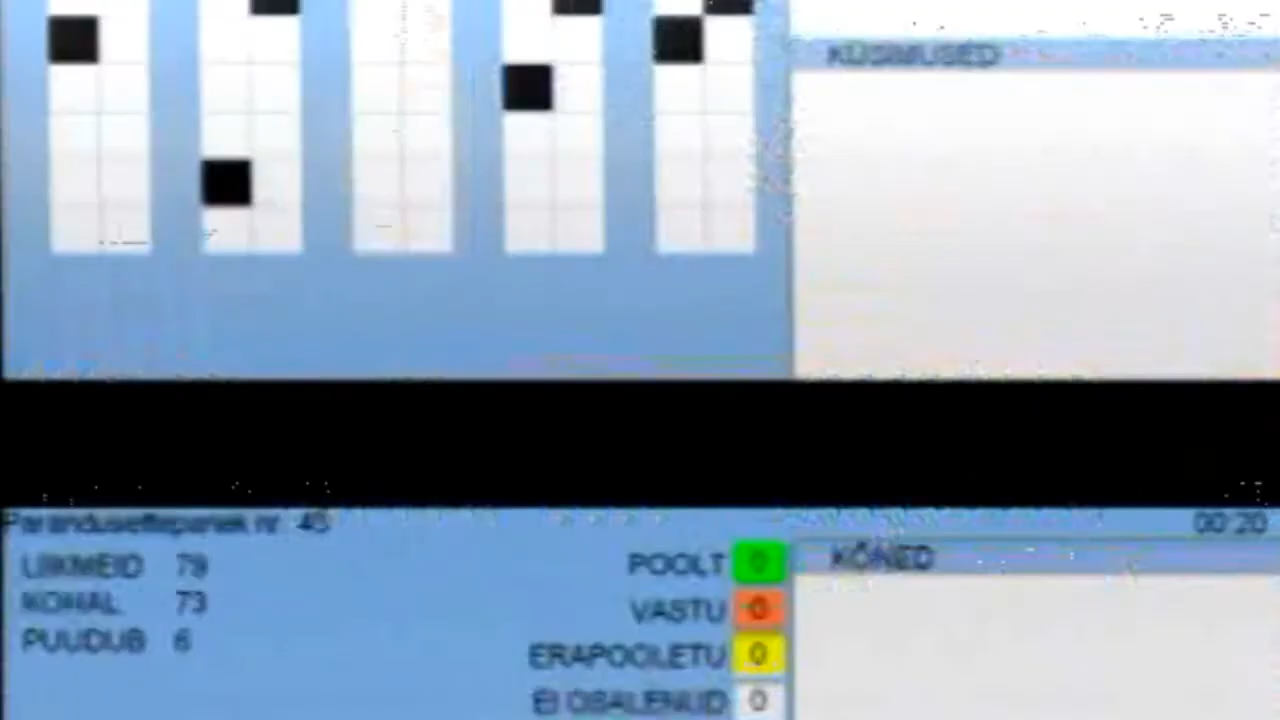 KÜSIMUSED
Parandusettepanek nr. 45
00:20
LIIKMEID 79
KOHAL 73
PUUDUB 6
POOLT 0
VASTU 0
ERAPOOLETU 0
EI OSALENUID 0
KÕNED